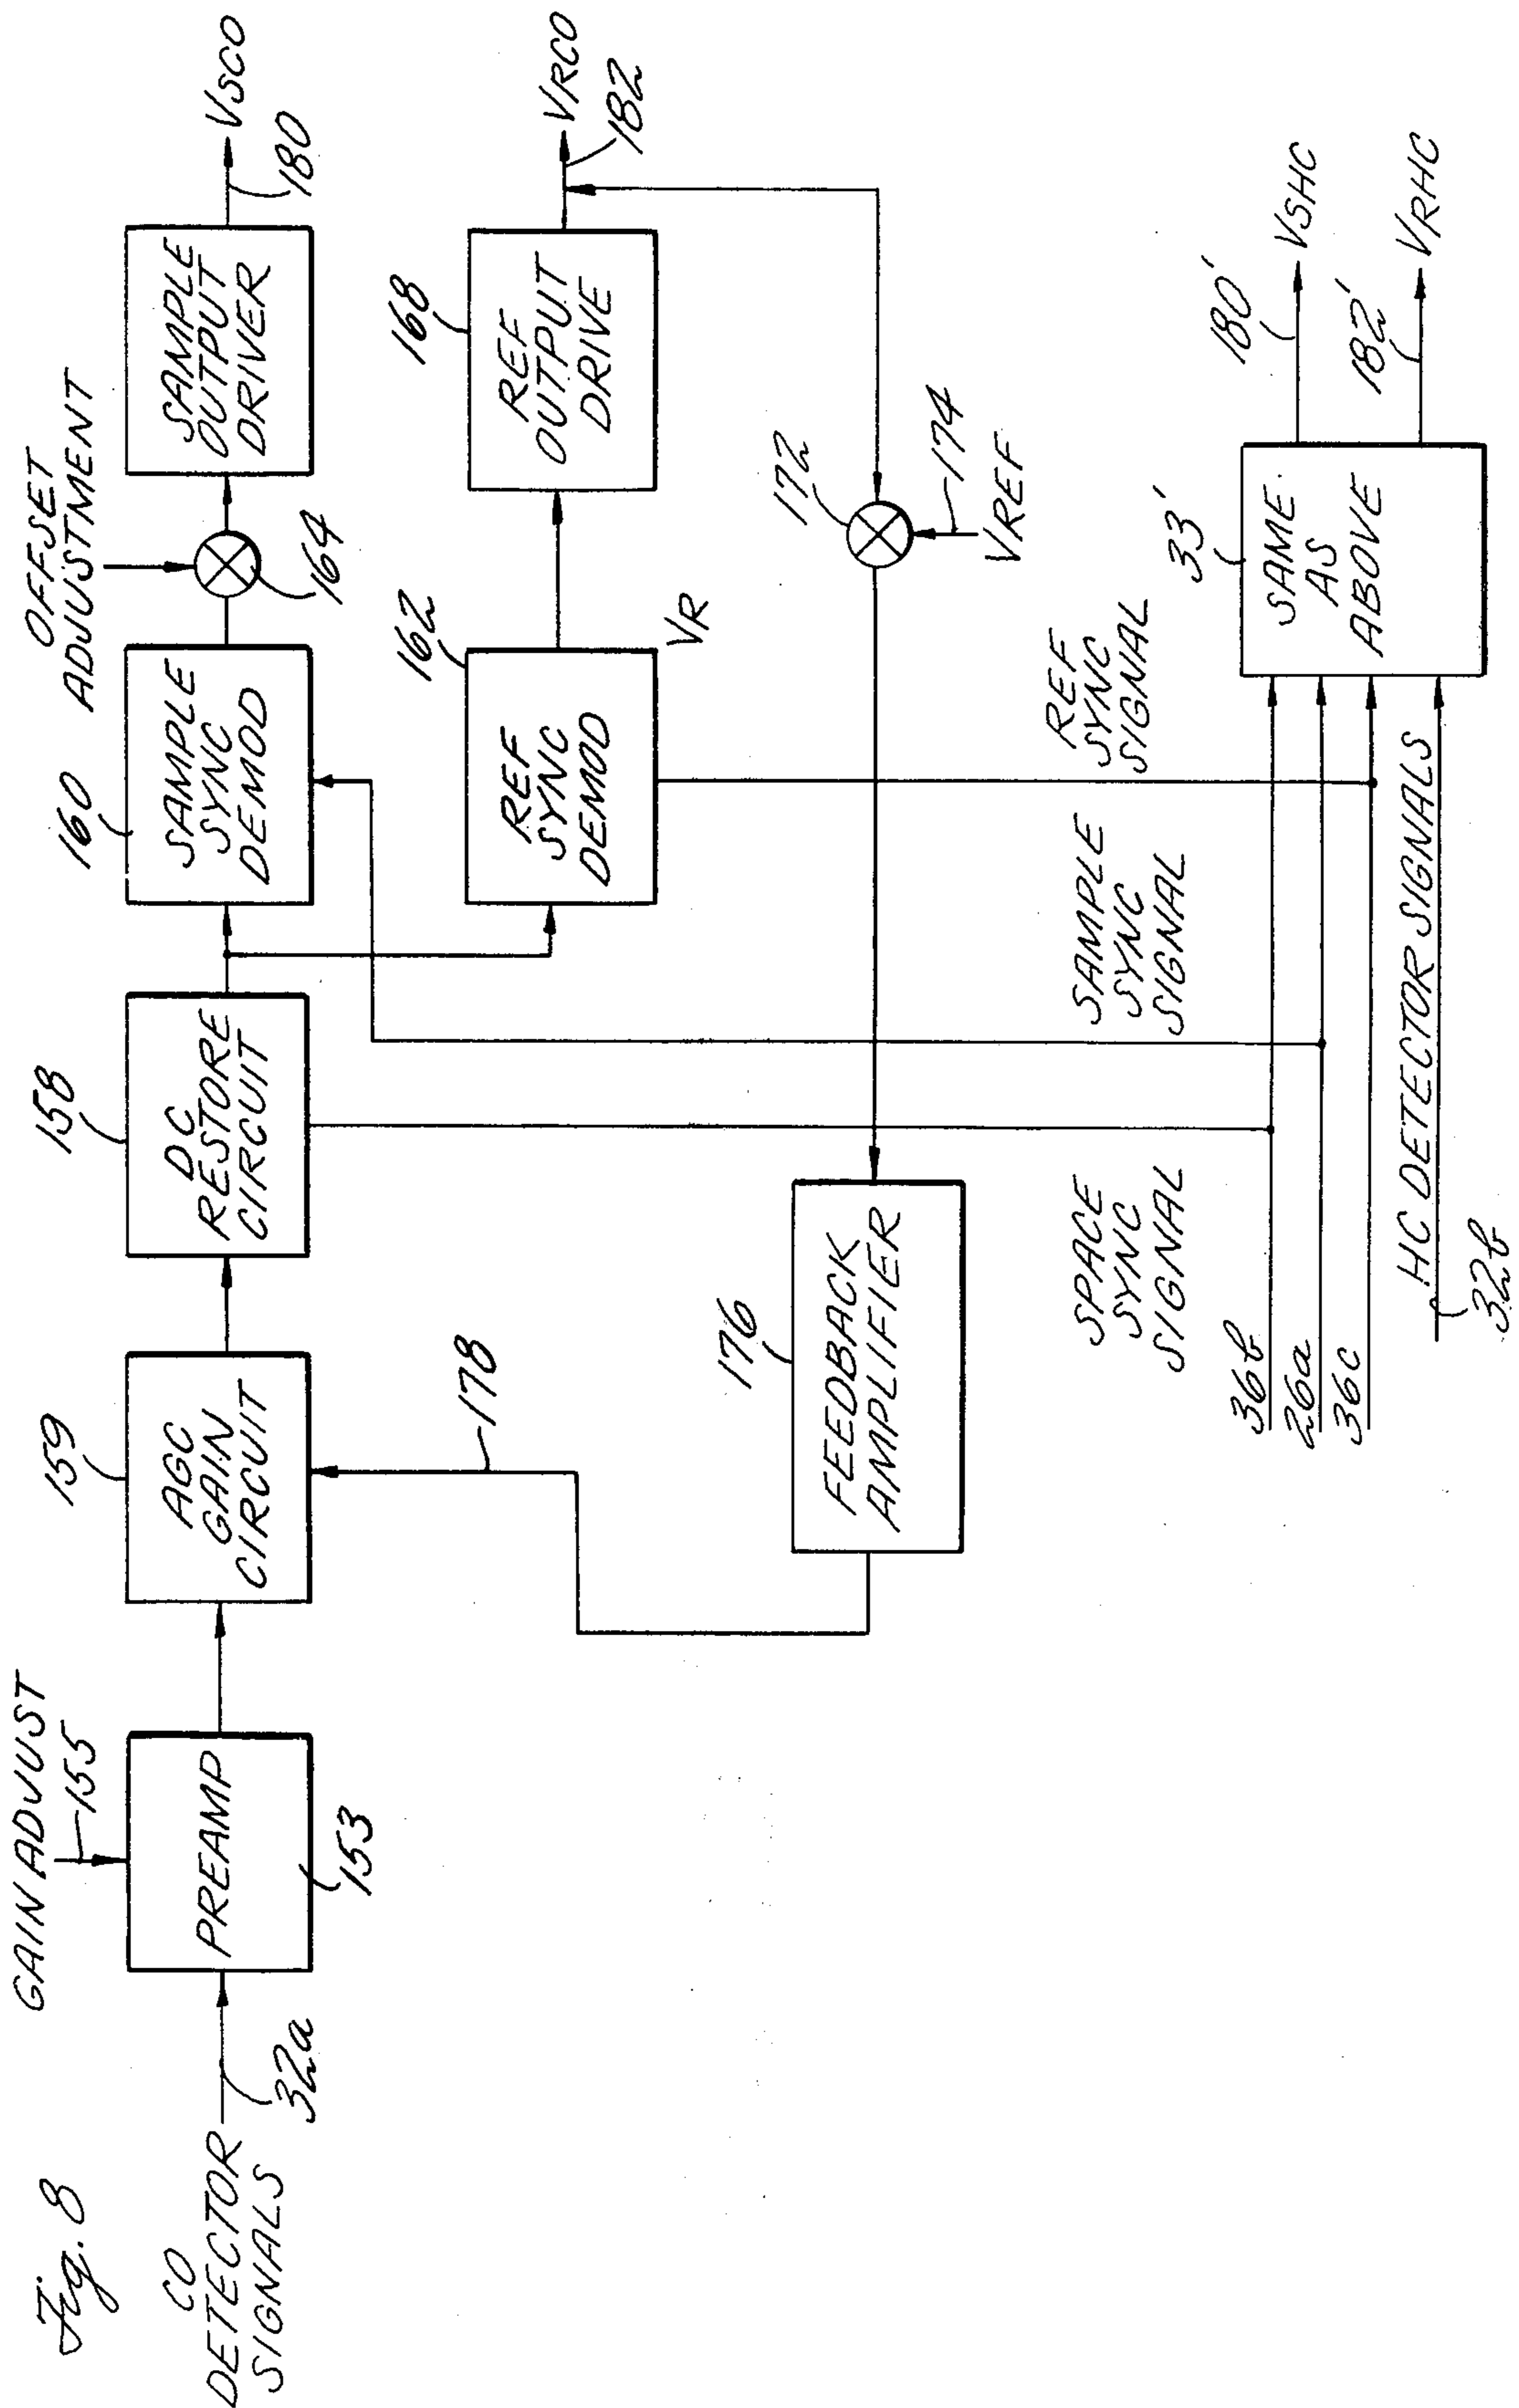 Fig. 8
CO
DETECTOR
SIGNALS
32a
GAIN ADJUST
155
PREAMP
153
159
AGC
GAIN
CIRCUIT
178
158
DC
RESTORE
CIRCUIT
160
SAMPLE
SYNC
DEMOD
OFFSET
ADJUSTMENT
164
SAMPLE
OUTPUT
DRIVER
VSCO
180
162
REF
SYNC
DEMOD
VR
168
REF
OUTPUT
DRIVE
VRCO
182
172
174
VREF
176
FEEDBACK
AMPLIFIER
SPACE
SYNC
SIGNAL
SAMPLE
SYNC
SIGNAL
REF
SYNC
SIGNAL
36b
26a
36c
HC DETECTOR SIGNALS
32b
33'
SAME
AS
ABOVE
180'
VSHC
182'
VRHC